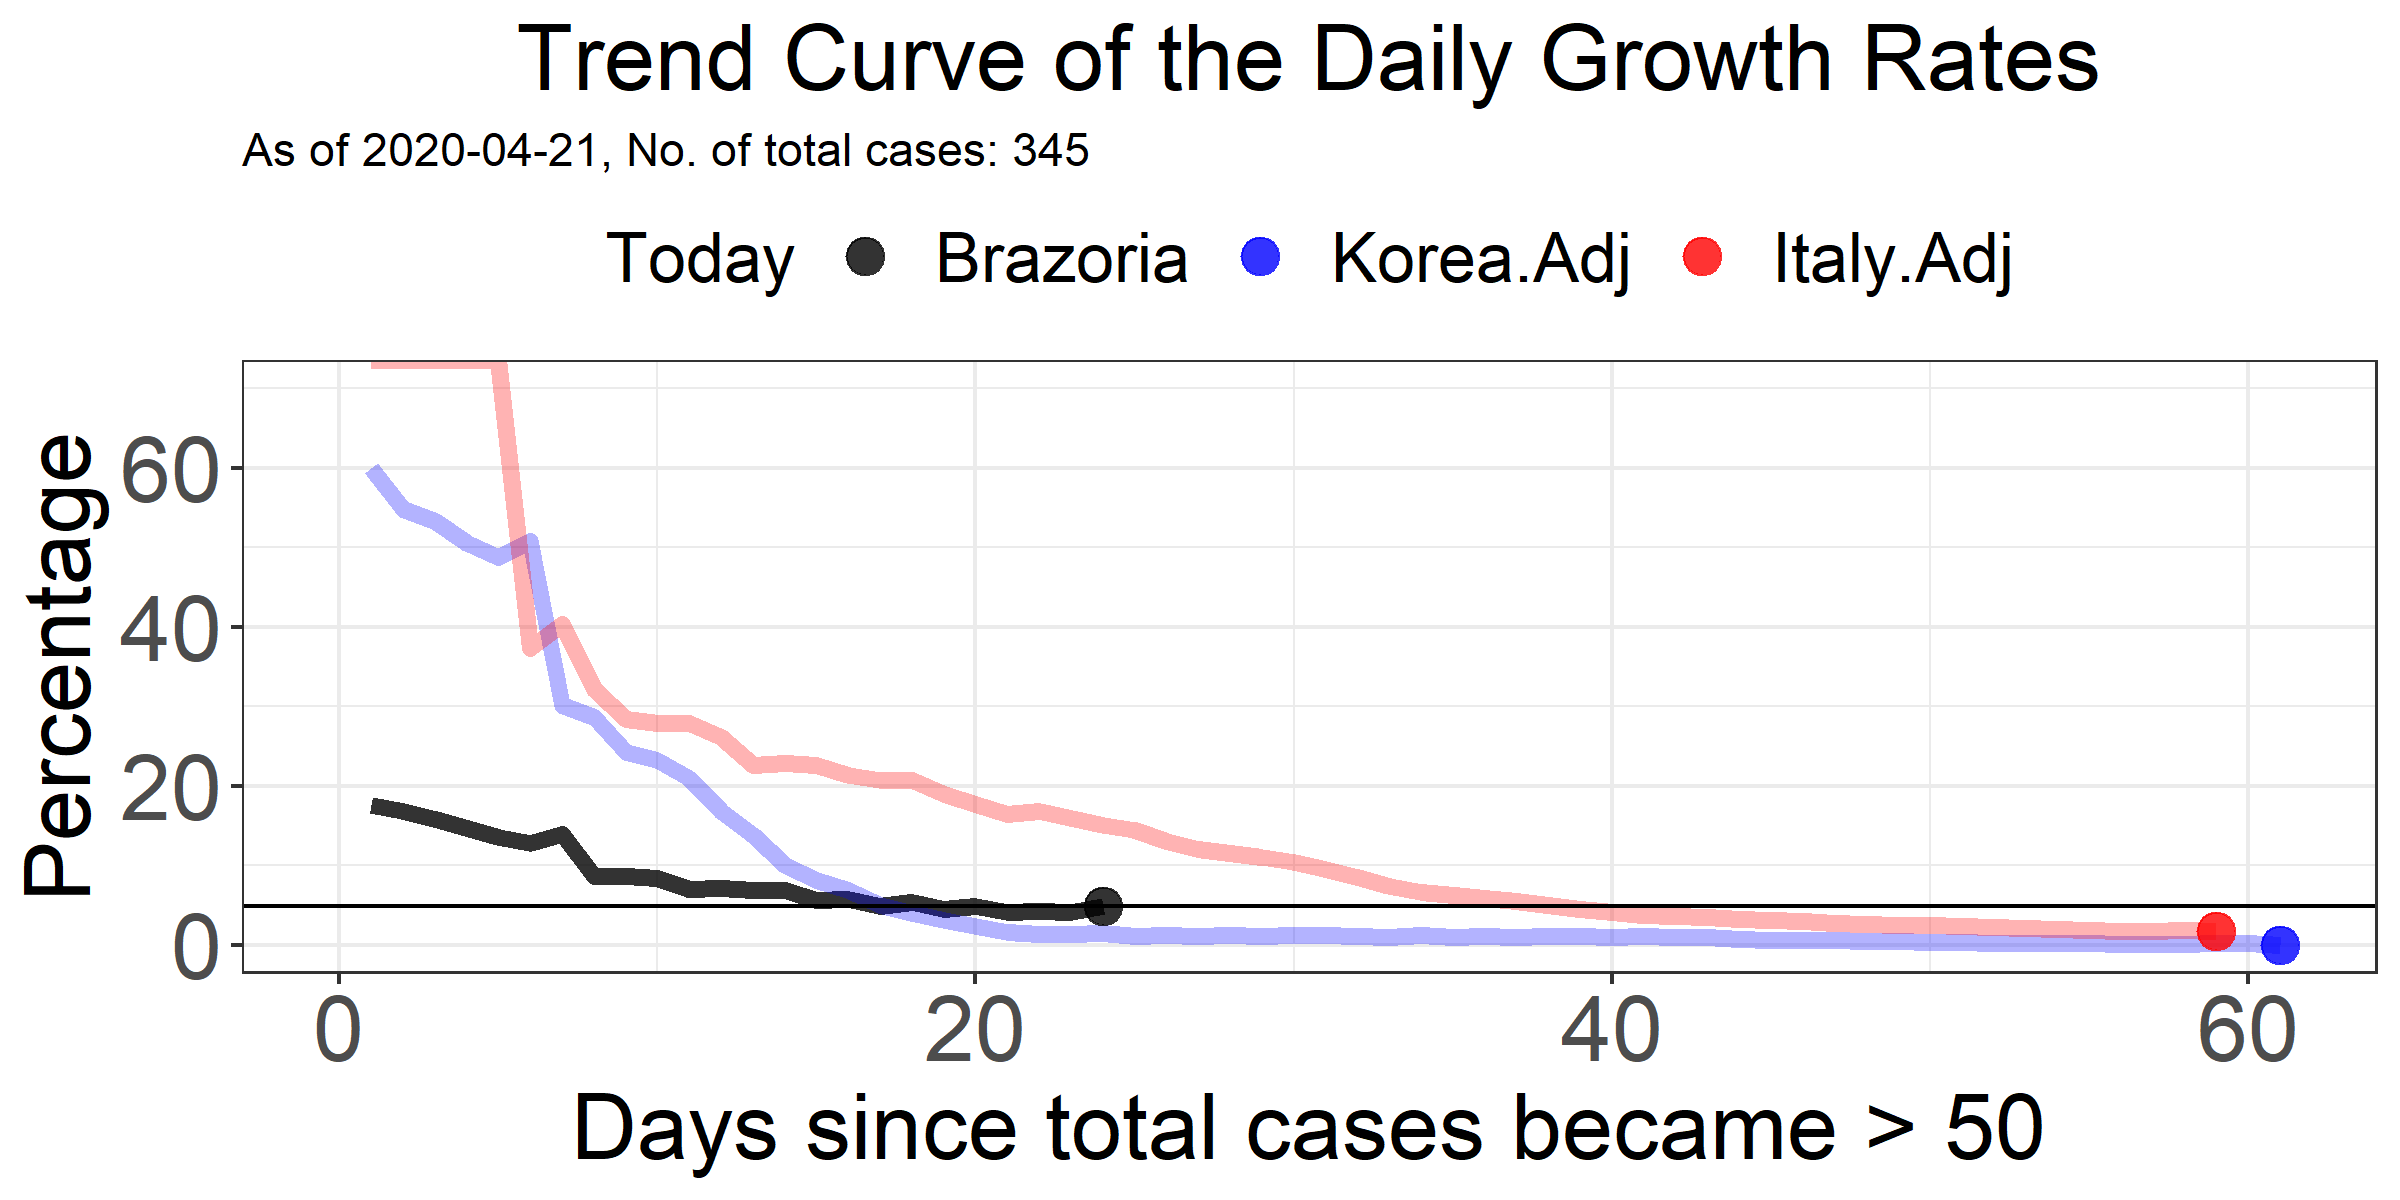 Trend Curve of the Daily Growth Rates
As of 2020-04-21, No. of total cases: 345
Today Brazoria Korea.Adj Italy.Adj
Percentage
60
40
20
0
0 20 40 60
Days since total cases became > 50